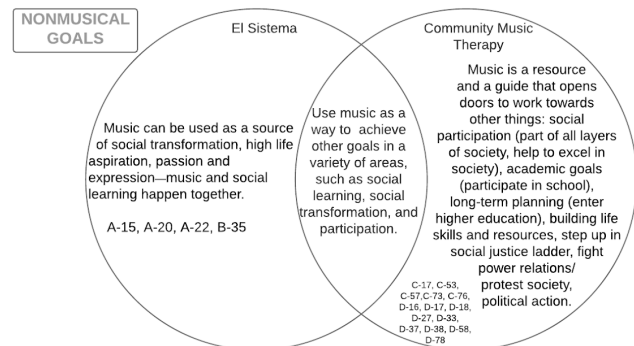 NONMUSICAL
GOALS
El Sistema
Music can be used as a source
of social transformation, high life
aspiration, passion and
expression—music and social
learning happen together.
A-15, A-20, A-22, B-35
Use music as a
way to achieve
other goals in a
variety of areas,
such as social
learning, social
transformation, and
participation.
Community Music
Therapy
Music is a resource
and a guide that opens
doors to work towards
other things: social
participation (part of all layers
of society, help to excel in
society), academic goals
(participate in school),
long-term planning (enter
higher education), building life
skills and resources, step up in
social justice ladder, fight
power relations/
protest society,
political action.
C-17, C-53,
C-57,C-73, C-76,
D-16, D-17, D-18,
D-27, D-33,
D-37, D-38, D-58,
D-78